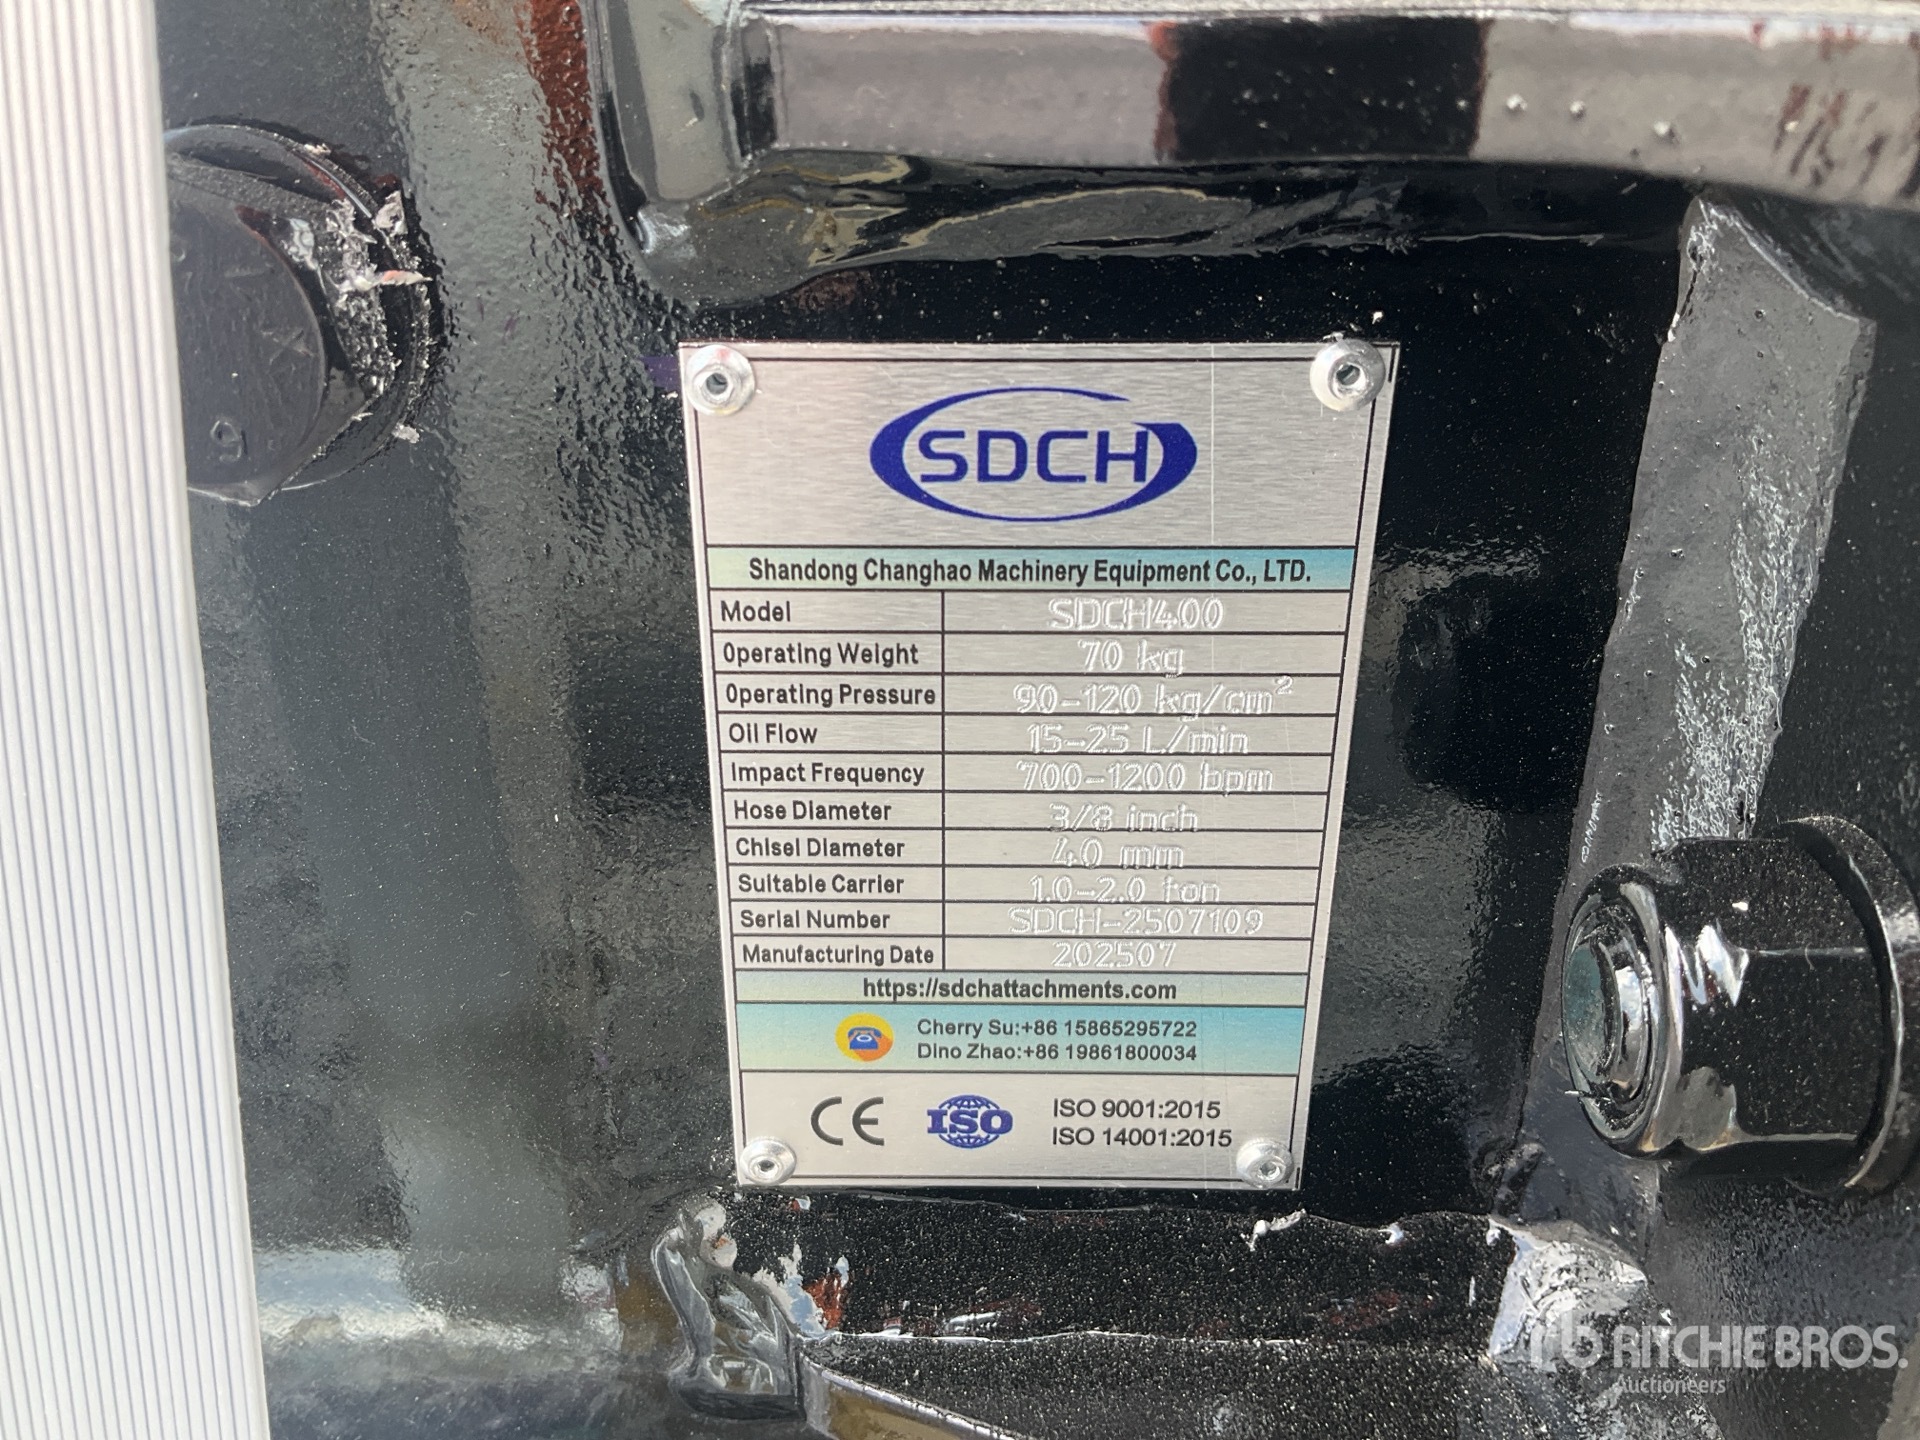 SDCH
Shandong Changhao Machinery Equipment Co., LTD.
Model SDCH400
Operating Weight 70 kg
Operating Pressure 90-120 kg/cm²
Oil Flow 15-25 L/min
Impact Frequency 700-1200 bpm
Hose Diameter 3/8 inch
Chisel Diameter 40 mm
Suitable Carrier 1.0-2.0 ton
Serial Number SDCH-2507109
Manufacturing Date 202507
https://sdchattachments.com
Cherry Su:+86 15865295722
Dino Zhao:+86 19861800034
CE ISO ISO 9001:2015
ISO 14001:2015
rb RITCHIE BROS.
Auctioneers